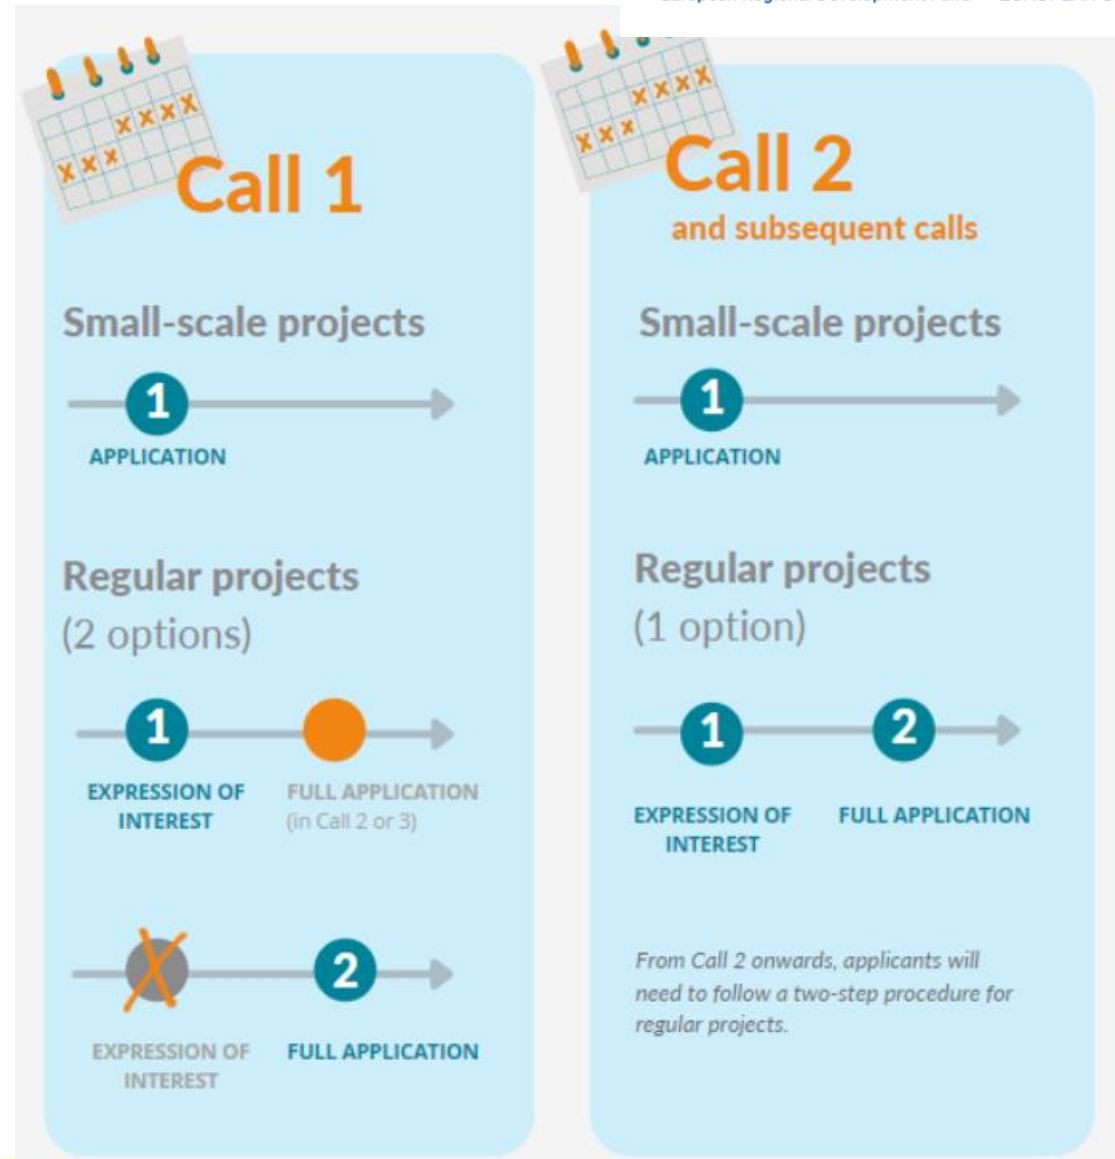 Call 1
Small-scale projects
1
APPLICATION
Regular projects
(2 options)
1
EXPRESSION OF
INTEREST
FULL APPLICATION
(in Call 2 or 3)
EXPRESSION OF
INTEREST
2
FULL APPLICATION
Call 2
and subsequent calls
Small-scale projects
1
APPLICATION
Regular projects
(1 option)
1
2
EXPRESSION OF
INTEREST
FULL APPLICATION
From Call 2 onwards, applicants will
need to follow a two-step procedure for
regular projects.